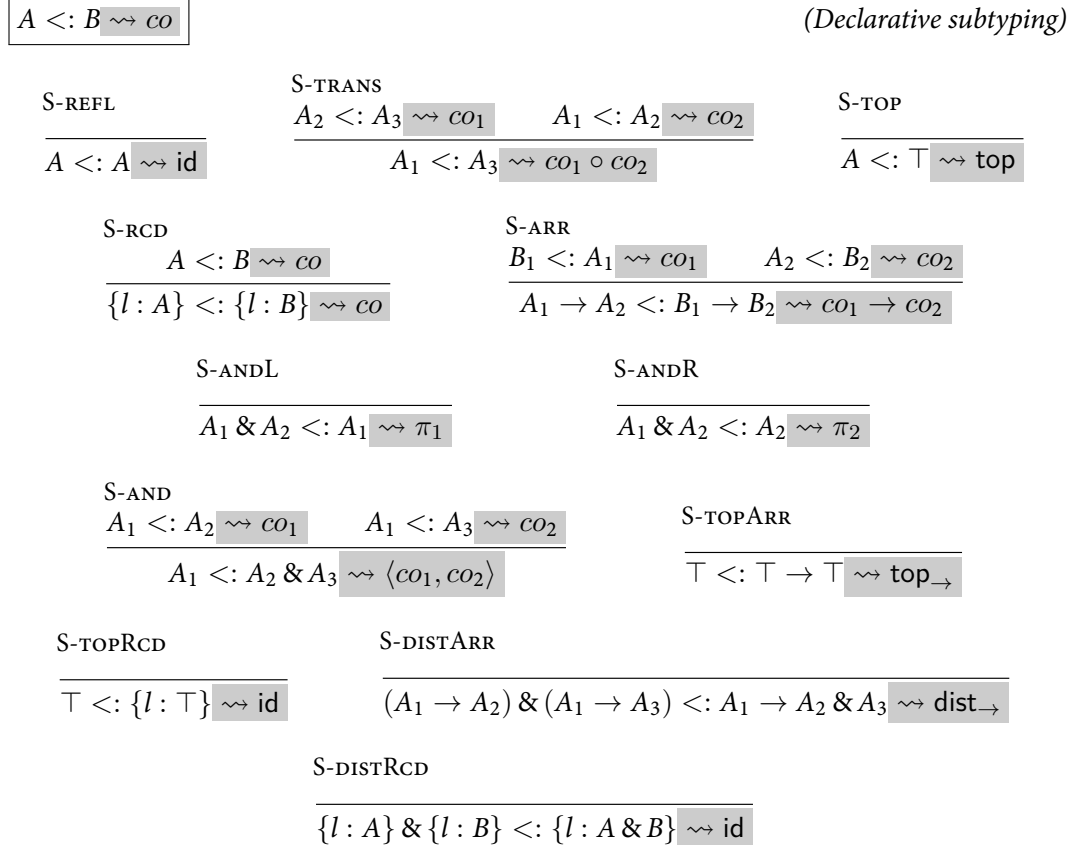 A <: B ⇝ co (Declarative subtyping)
S-REFL
A <: A ⇝ id
S-TRANS
A₂ <: A₃ ⇝ co₁ A₁ <: A₂ ⇝ co₂
A₁ <: A₃ ⇝ co₁ ∘ co₂
S-TOP
A <: ⊤ ⇝ top
S-RCD
A <: B ⇝ co
{l : A} <: {l : B} ⇝ co
S-ARR
B₁ <: A₁ ⇝ co₁ A₂ <: B₂ ⇝ co₂
A₁ → A₂ <: B₁ → B₂ ⇝ co₁ → co₂
S-ANDL
A₁ & A₂ <: A₁ ⇝ π₁
S-ANDR
A₁ & A₂ <: A₂ ⇝ π₂
S-AND
A₁ <: A₂ ⇝ co₁ A₁ <: A₃ ⇝ co₂
A₁ <: A₂ & A₃ ⇝ ⟨co₁, co₂⟩
S-TOPARR
⊤ <: ⊤ → ⊤ ⇝ top→
S-TOPRCD
⊤ <: {l : ⊤} ⇝ id
S-DISTARR
(A₁ → A₂) & (A₁ → A₃) <: A₁ → A₂ & A₃ ⇝ dist→
S-DISTRCD
{l : A} & {l : B} <: {l : A & B} ⇝ id